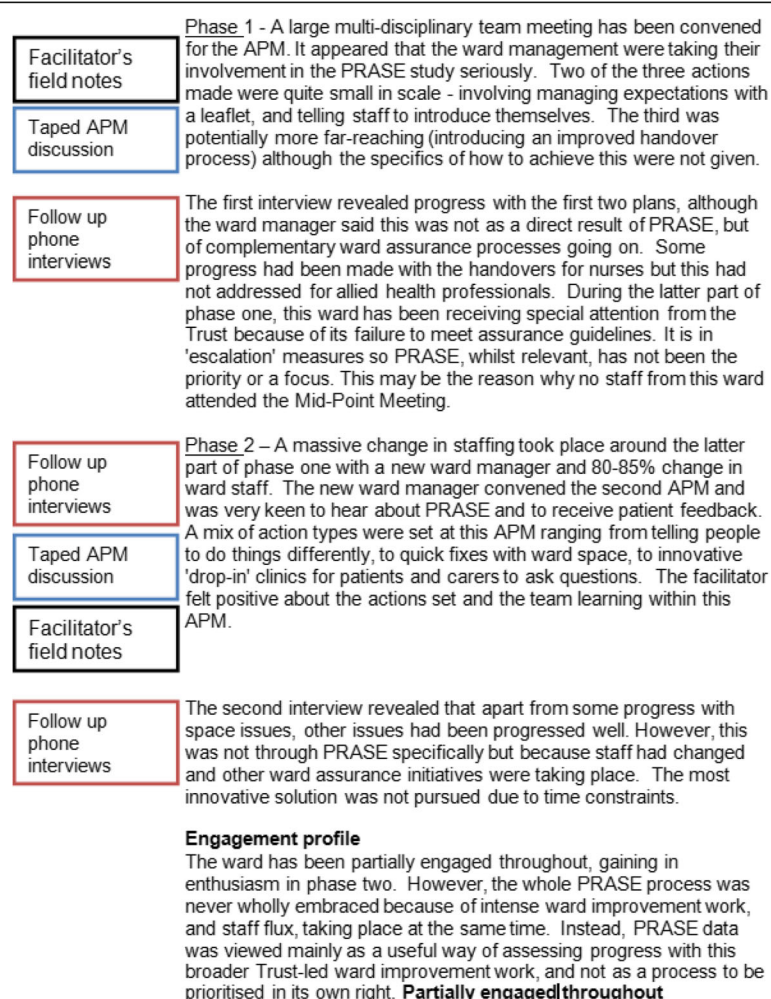 Facilitator's
field notes
Taped APM
discussion
Phase 1 - A large multi-disciplinary team meeting has been convened
for the APM. It appeared that the ward management were taking their
involvement in the PRASE study seriously. Two of the three actions
made were quite small in scale - involving managing expectations with
a leaflet, and telling staff to introduce themselves. The third was
potentially more far-reaching (introducing an improved handover
process) although the specifics of how to achieve this were not given.
Follow up
phone
interviews
The first interview revealed progress with the first two plans, although
the ward manager said this was not as a direct result of PRASE, but
of complementary ward assurance processes going on. Some
progress had been made with the handovers for nurses but this had
not addressed for allied health professionals. During the latter part of
phase one, this ward has been receiving special attention from the
Trust because of its failure to meet assurance guidelines. It is in
'escalation' measures so PRASE, whilst relevant, has not been the
priority or a focus. This may be the reason why no staff from this ward
attended the Mid-Point Meeting.
Follow up
phone
interviews
Taped APM
discussion
Facilitator's
field notes
Phase 2 – A massive change in staffing took place around the latter
part of phase one with a new ward manager and 80-85% change in
ward staff. The new ward manager convened the second APM and
was very keen to hear about PRASE and to receive patient feedback.
A mix of action types were set at this APM ranging from telling people
to do things differently, to quick fixes with ward space, to innovative
'drop-in' clinics for patients and carers to ask questions. The facilitator
felt positive about the actions set and the team learning within this
APM.
Follow up
phone
interviews
The second interview revealed that apart from some progress with
space issues, other issues had been progressed well. However, this
was not through PRASE specifically but because staff had changed
and other ward assurance initiatives were taking place. The most
innovative solution was not pursued due to time constraints.
Engagement profile
The ward has been partially engaged throughout, gaining in
enthusiasm in phase two. However, the whole PRASE process was
never wholly embraced because of intense ward improvement work,
and staff flux, taking place at the same time. Instead, PRASE data
was viewed mainly as a useful way of assessing progress with this
broader Trust-led ward improvement work, and not as a process to be
prioritised in its own right. Partially engaged throughout